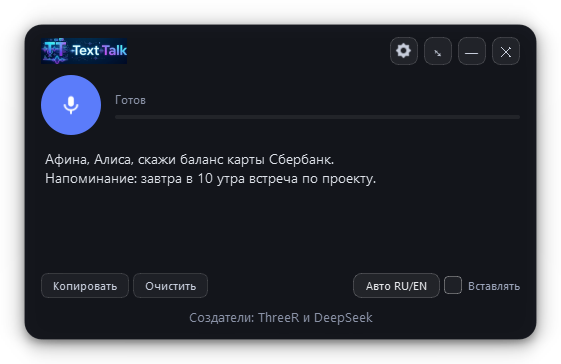 TT Text Talk
Готов
Афина, Алиса, скажи баланс карты Сбербанк.
Напоминание: завтра в 10 утра встреча по проекту.
Копировать Очистить Авто RU/EN Вставлять
Создатели: ThreeR и DeepSeek